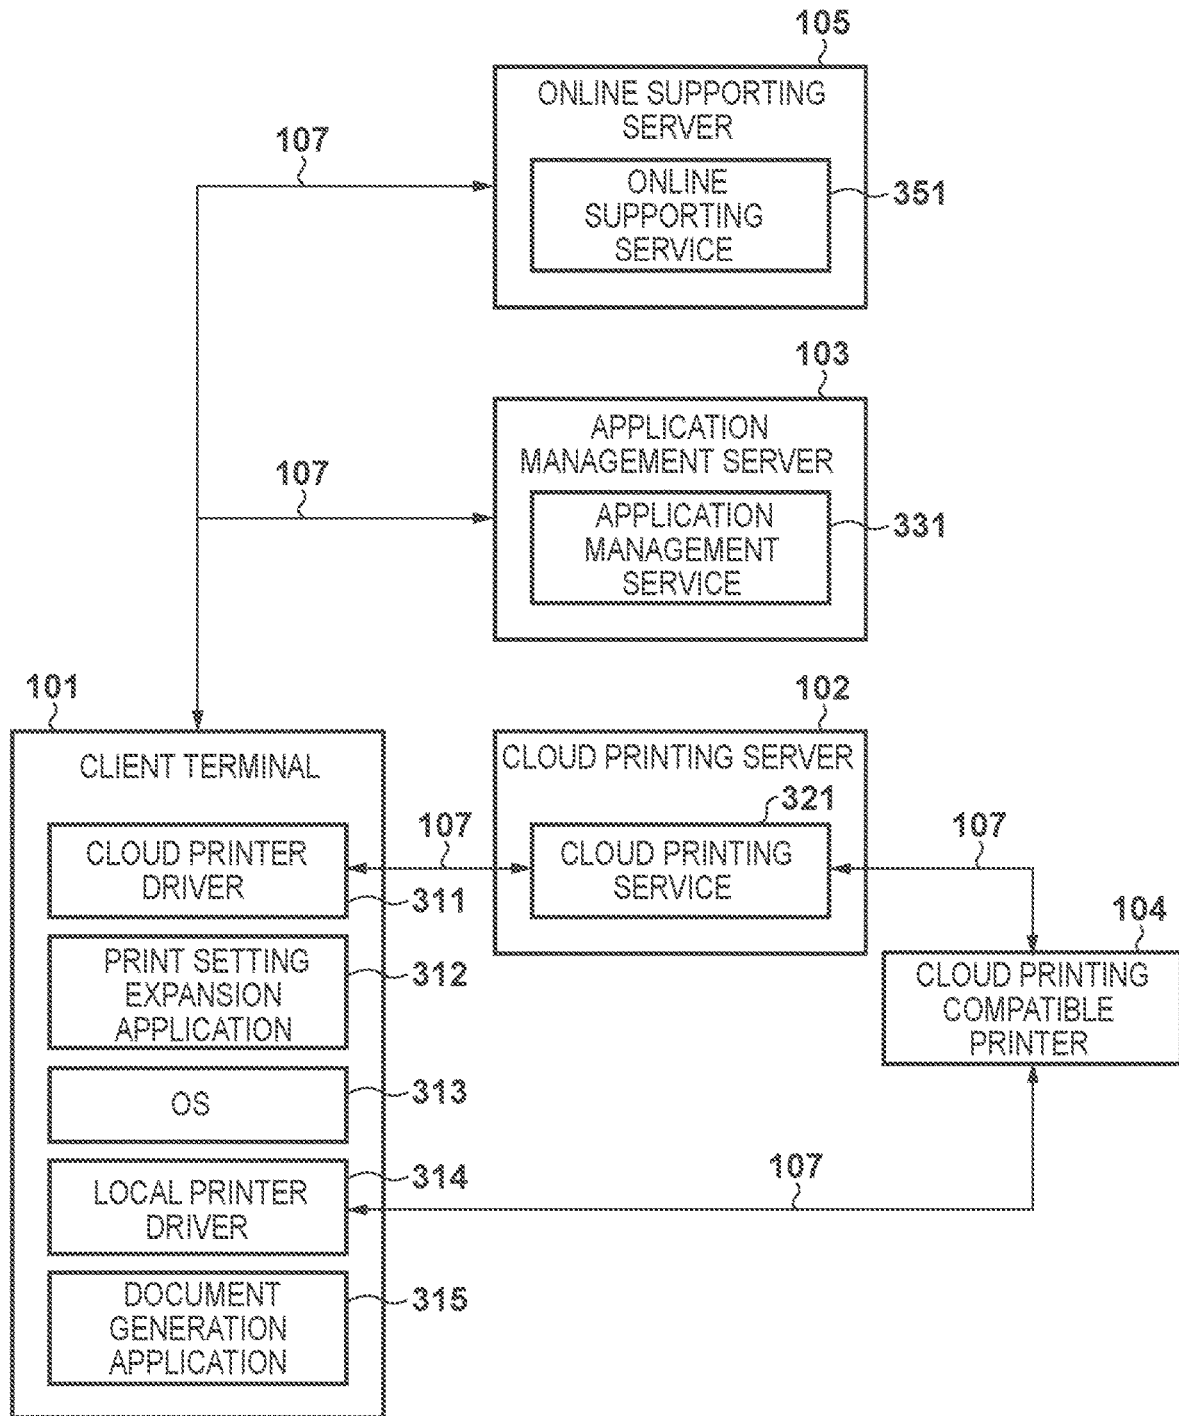 105
ONLINE SUPPORTING
SERVER
107
ONLINE
SUPPORTING
SERVICE
351
103
APPLICATION
MANAGEMENT SERVER
107
APPLICATION
MANAGEMENT
SERVICE
331
101
CLIENT TERMINAL
102
CLOUD PRINTING SERVER
321
CLOUD PRINTER
DRIVER
311
107
CLOUD PRINTING
SERVICE
107
104
CLOUD PRINTING
COMPATIBLE
PRINTER
PRINT SETTING
EXPANSION
APPLICATION
312
OS
313
LOCAL PRINTER
DRIVER
314
107
DOCUMENT
GENERATION
APPLICATION
315